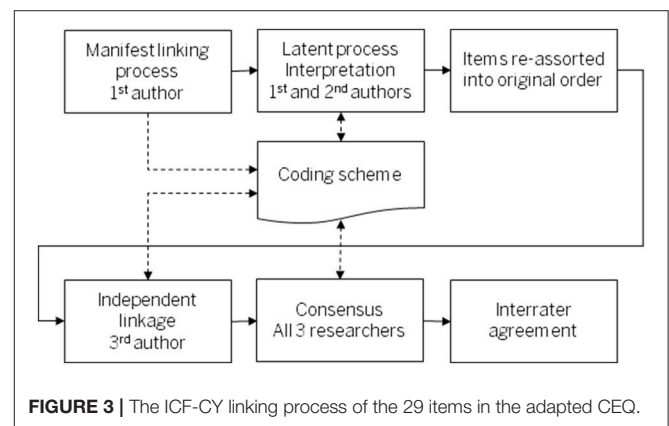 Manifest linking
process
1st author
Latent process
Interpretation
1st and 2nd authors
Items re-assorted
into original order
Coding scheme
Independent
linkage
3rd author
Consensus
All 3 researchers
Interrater
agreement
FIGURE 3 | The ICF-CY linking process of the 29 items in the adapted CEQ.